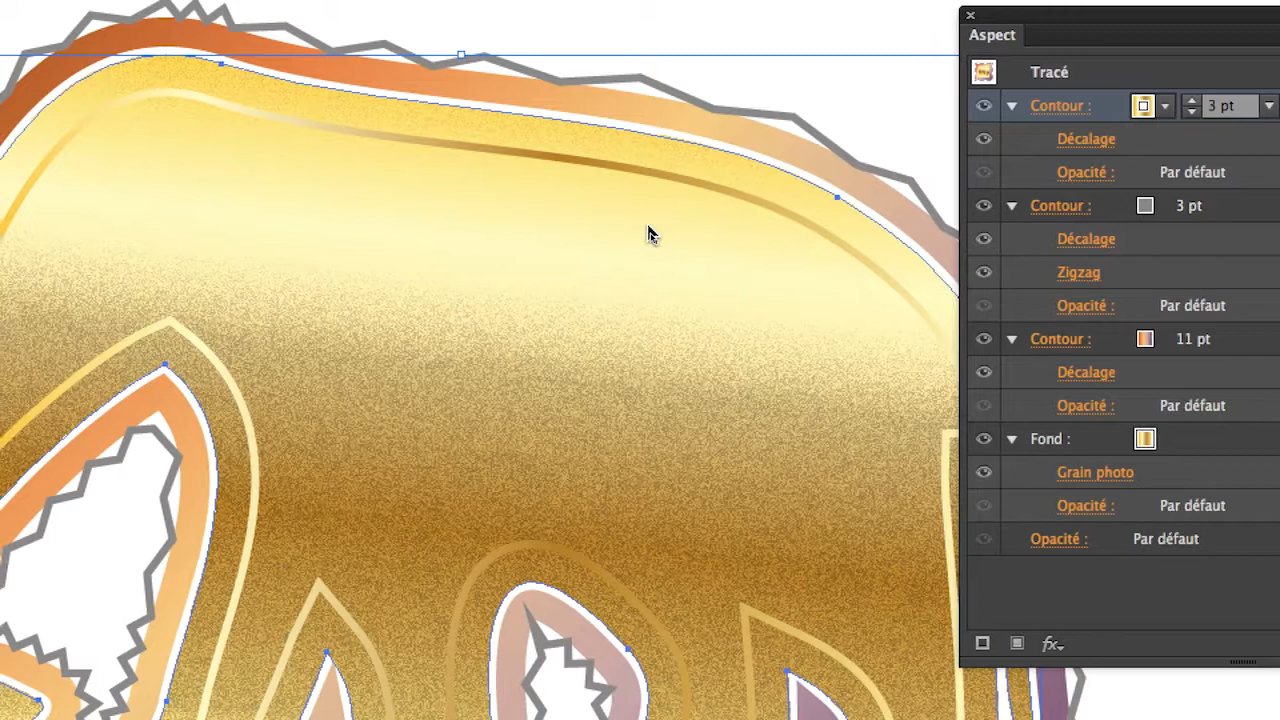 Aspect
Tracé
Contour : 3 pt
Décalage
Opacité : Par défaut
Contour : 3 pt
Décalage
Zigzag
Opacité : Par défaut
Contour : 11 pt
Décalage
Opacité : Par défaut
Fond :
Grain photo
Opacité : Par défaut
Opacité : Par défaut
fx